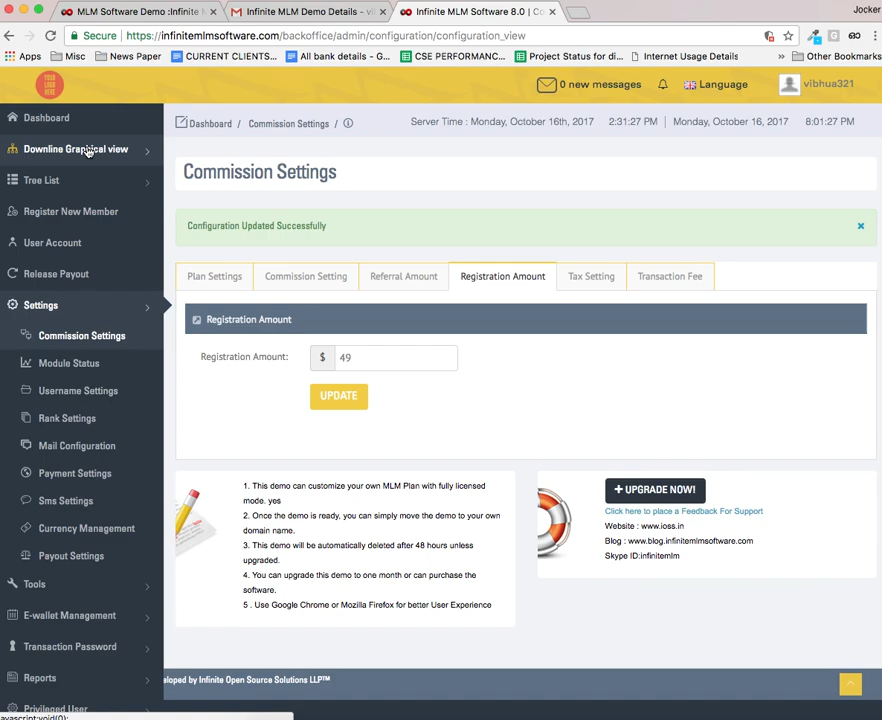 MLM Software Demo :Infinite M
Infinite MLM Demo Details - vi
Infinite MLM Software 8.0 | Co
Jocker
Secure
https://infinitemlmsoftware.com/backoffice/admin/configuration/configuration_view
Apps
Misc
News Paper
CURRENT CLIENTS...
All bank details - G...
CSE PERFORMANC...
Project Status for di...
Internet Usage Details
»
Other Bookmarks
YOUR
LOGO
HERE
0 new messages
Language
vibhua321
Dashboard / Commission Settings /
Server Time : Monday, October 16th, 2017 | 2:31:27 PM | Monday, October 16, 2017 | 8:01:27 PM
Dashboard
Downline Graphical view
Tree List
Register New Member
User Account
Release Payout
Settings
Commission Settings
Module Status
Username Settings
Rank Settings
Mail Configuration
Payment Settings
Sms Settings
Currency Management
Payout Settings
Tools
E-wallet Management
Transaction Password
Reports
Privileged User
avascript:void(0);
Commission Settings
Configuration Updated Successfully
Plan Settings
Commission Setting
Referral Amount
Registration Amount
Tax Setting
Transaction Fee
Registration Amount
Registration Amount:
$ 49
UPDATE
1. This demo can customize your own MLM Plan with fully licensed
mode. yes
2. Once the demo is ready, you can simply move the demo to your own
domain name.
3. This demo will be automatically deleted after 48 hours unless
upgraded.
4. You can upgrade this demo to one month or can purchase the
software.
5 . Use Google Chrome or Mozilla Firefox for better User Experience
+ UPGRADE NOW!
Click here to place a Feedback For Support
Website : www.ioss.in
Blog : www.blog.infinitemlmsoftware.com
Skype ID:infinitemlm
eloped by Infinite Open Source Solutions LLP™